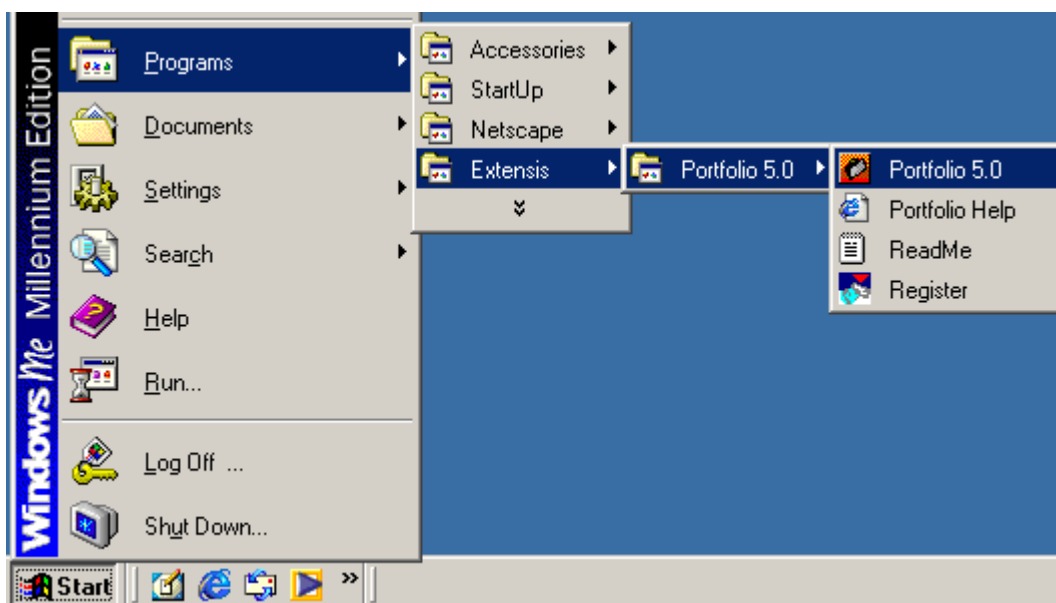 Windows Me Millennium Edition
Programs
Documents
Settings
Search
Help
Run...
Log Off ...
Shut Down...
Accessories
StartUp
Netscape
Extensis
Portfolio 5.0
Portfolio 5.0
Portfolio Help
ReadMe
Register
Start